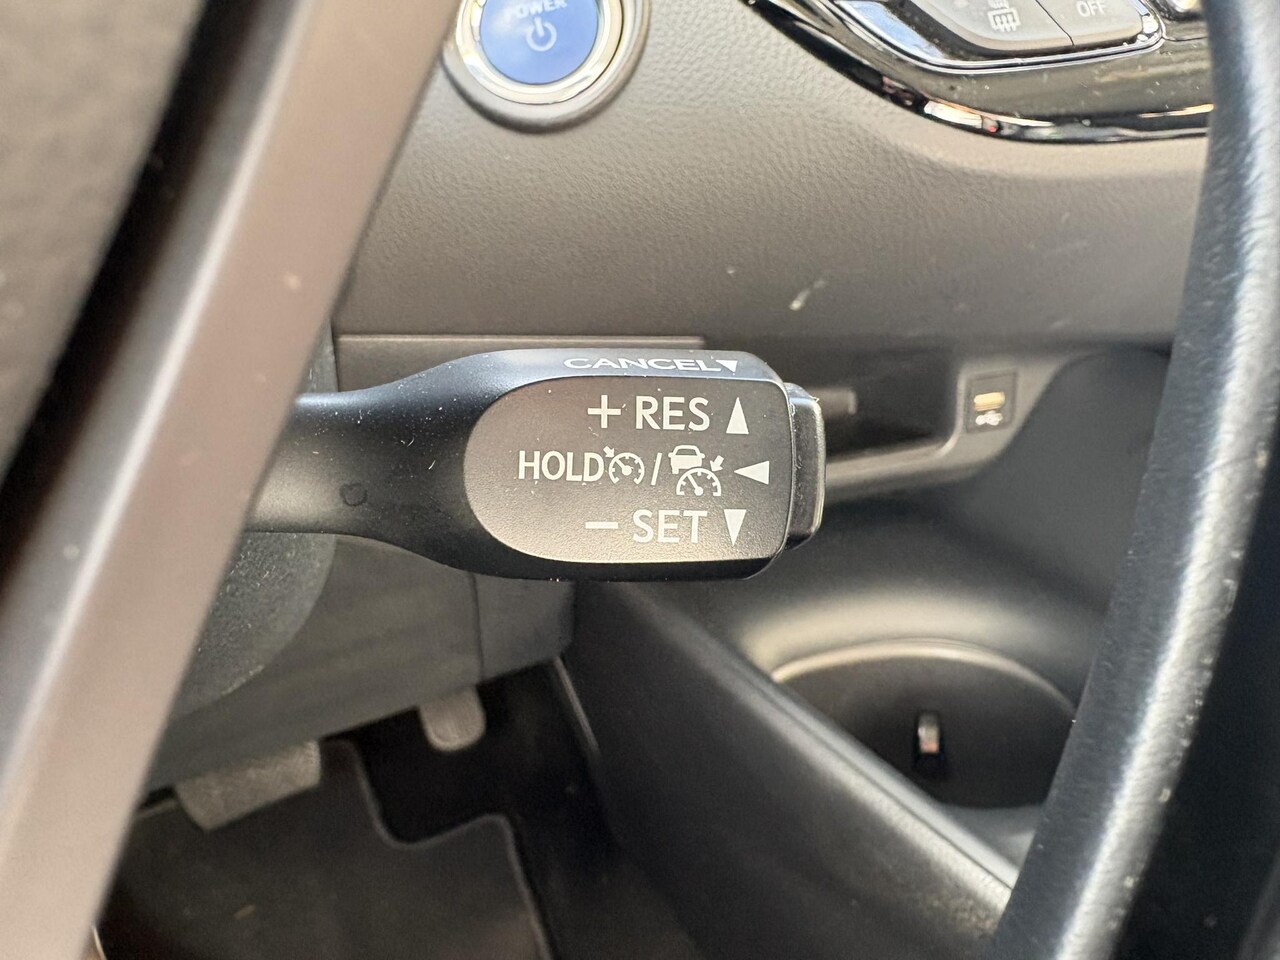 POWER
OFF
CANCEL
+ RES
HOLD /
− SET